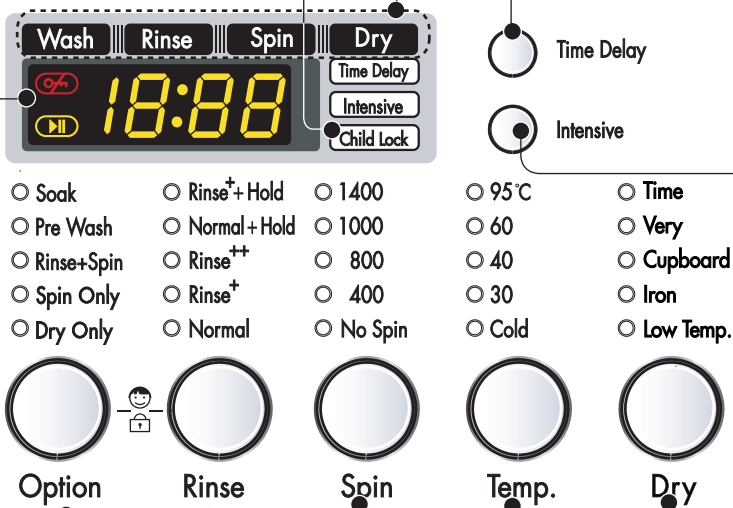 Wash Rinse Spin Dry
Time Delay
18:88
Intensive
Child Lock
Time Delay
Intensive
Soak Rinse++ Hold 1400 95°C Time
Pre Wash Normal+Hold 1000 60 Very
Rinse+Spin Rinse++ 800 40 Cupboard
Spin Only Rinse+ 400 30 Iron
Dry Only Normal No Spin Cold Low Temp.
Option Rinse Spin Temp. Dry